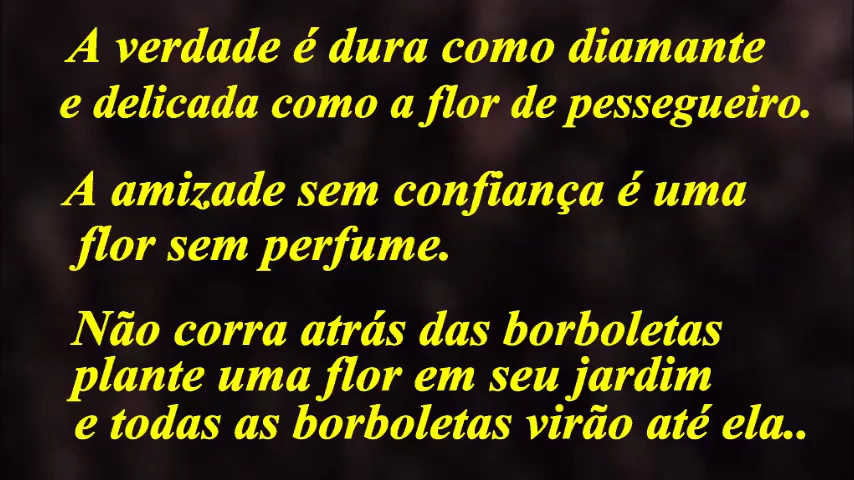 A verdade é dura como diamante
e delicada como a flor de pessegueiro.
A amizade sem confiança é uma
flor sem perfume.
Não corra atrás das borboletas
plante uma flor em seu jardim
e todas as borboletas virão até ela..